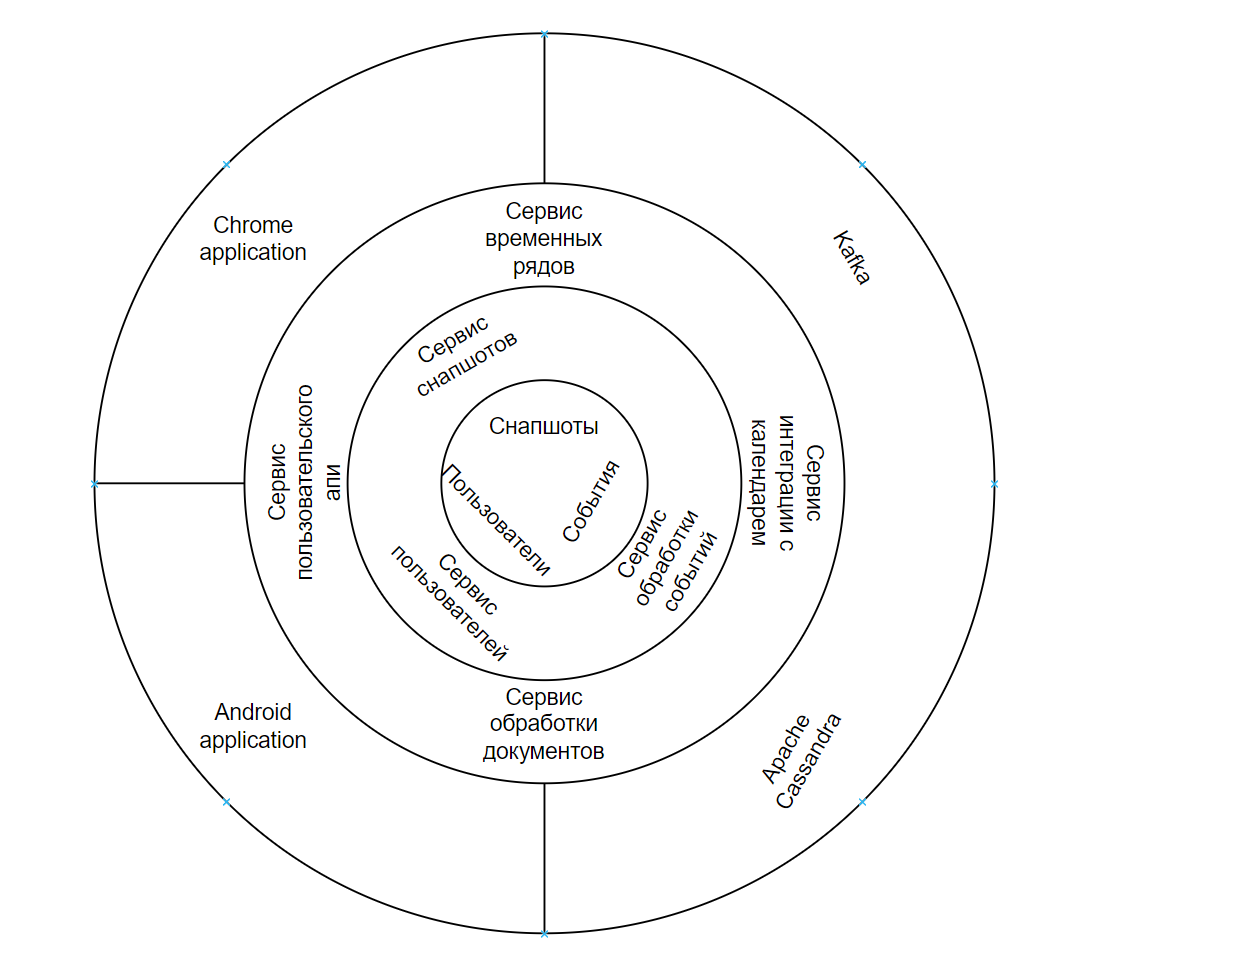 Chrome
application
Сервис
временных
рядов
Kafka
Сервис
снапшотов
Снапшоты
Пользователи
События
Сервис
пользовательского
апи
Сервис
интеграции с
календарем
Сервис
обработки
событий
Сервис
пользователей
Сервис
обработки
документов
Android
application
Apache
Cassandra